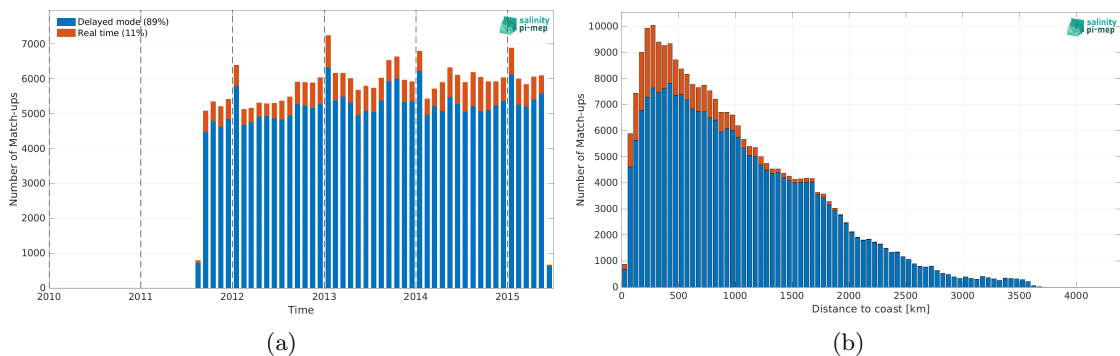 Delayed mode (89%)
Real time (11%)
salinity
pi-mep
7000
6000
5000
4000
3000
2000
1000
0
Number of Match-ups
2010
2011
2012
2013
2014
2015
Time
(a)
salinity
pi-mep
10000
9000
8000
7000
6000
5000
4000
3000
2000
1000
0
Number of Match-ups
0
500
1000
1500
2000
2500
3000
3500
4000
Distance to coast [km]
(b)